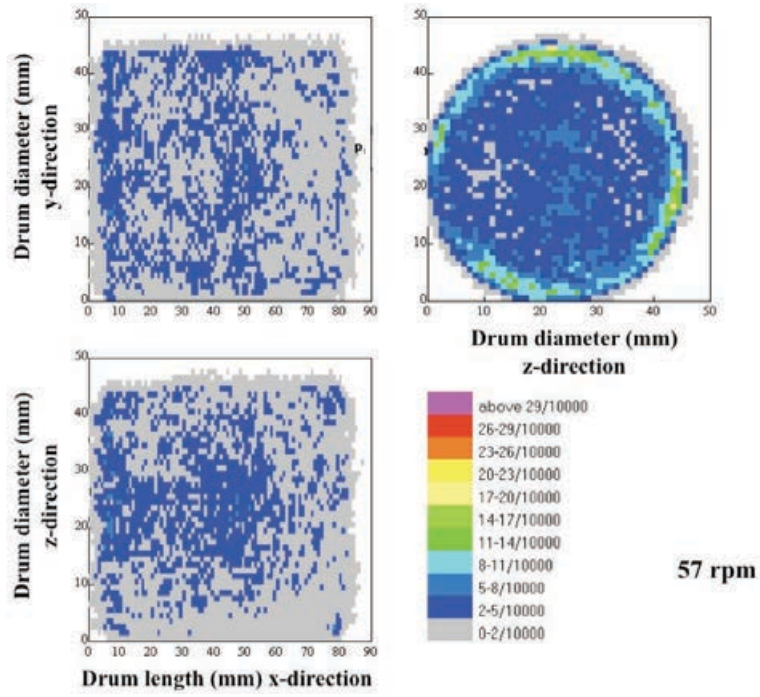 50
40
30
20
10
0
Drum diameter (mm)
y-direction
0 10 20 30 40 50 60 70 80 90
50
40
30
20
10
0
P
0 10 20 30 40 50
Drum diameter (mm)
z-direction
50
40
30
20
10
0
Drum diameter (mm)
z-direction
0 10 20 30 40 50 60 70 80 90
Drum length (mm) x-direction
above 29/10000
26-29/10000
23-26/10000
20-23/10000
17-20/10000
14-17/10000
11-14/10000
8-11/10000
5-8/10000
2-5/10000
0-2/10000
57 rpm